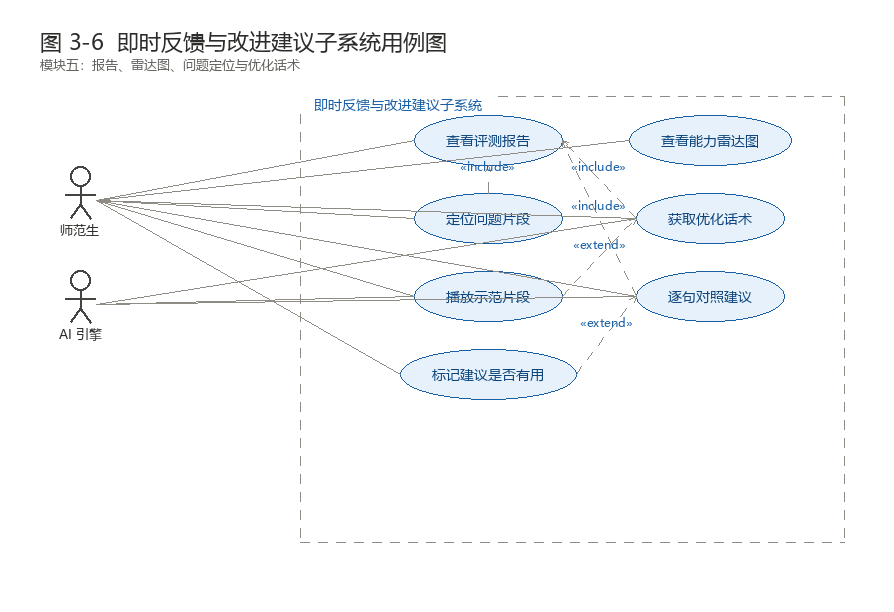 图 3-6 即时反馈与改进建议子系统用例图
模块五：报告、雷达图、问题定位与优化话术
即时反馈与改进建议子系统
查看评测报告
查看能力雷达图
«include»
«include»
师范生
«include»
定位问题片段
获取优化话术
«extend»
AI 引擎
播放示范片段
逐句对照建议
«extend»
标记建议是否有用